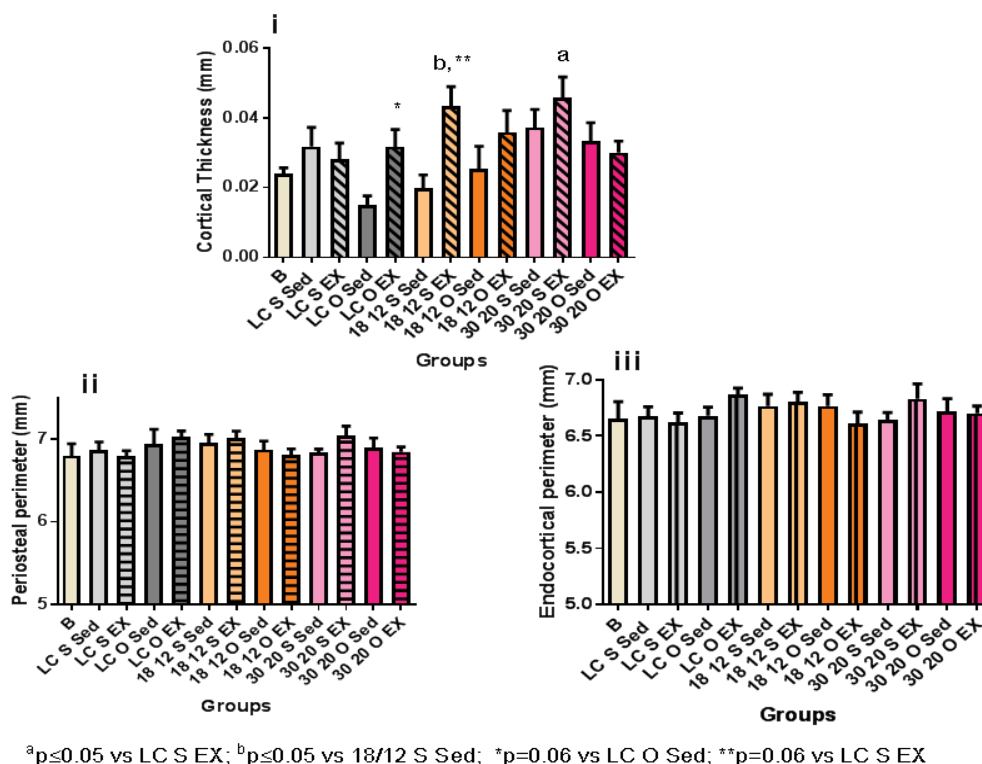 i
Cortical Thickness (mm)
0.06
0.04
0.02
0.00
*
b, **
a
B
LC S Sed
LC S EX
LC O Sed
LC O EX
18 12 S Sed
18 12 S EX
18 12 O Sed
18 12 O EX
30 20 S Sed
30 20 S EX
30 20 O Sed
30 20 O EX
Groups
ii
Periosteal perimeter (mm)
7
6
5
B
LC S Sed
LC S EX
LC O Sed
LC O EX
18 12 S Sed
18 12 S EX
18 12 O Sed
18 12 O EX
30 20 S Sed
30 20 S EX
30 20 O Sed
30 20 O EX
Groups
iii
Endocortical perimeter (mm)
7.0
6.5
6.0
5.5
5.0
B
LC S Sed
LC S EX
LC O Sed
LC O EX
18 12 S Sed
18 12 S EX
18 12 O Sed
18 12 O EX
30 20 S Sed
30 20 S EX
30 20 O Sed
30 20 O EX
Groups
ᵃp≤0.05 vs LC S EX; ᵇp≤0.05 vs 18/12 S Sed; *p=0.06 vs LC O Sed; **p=0.06 vs LC S EX